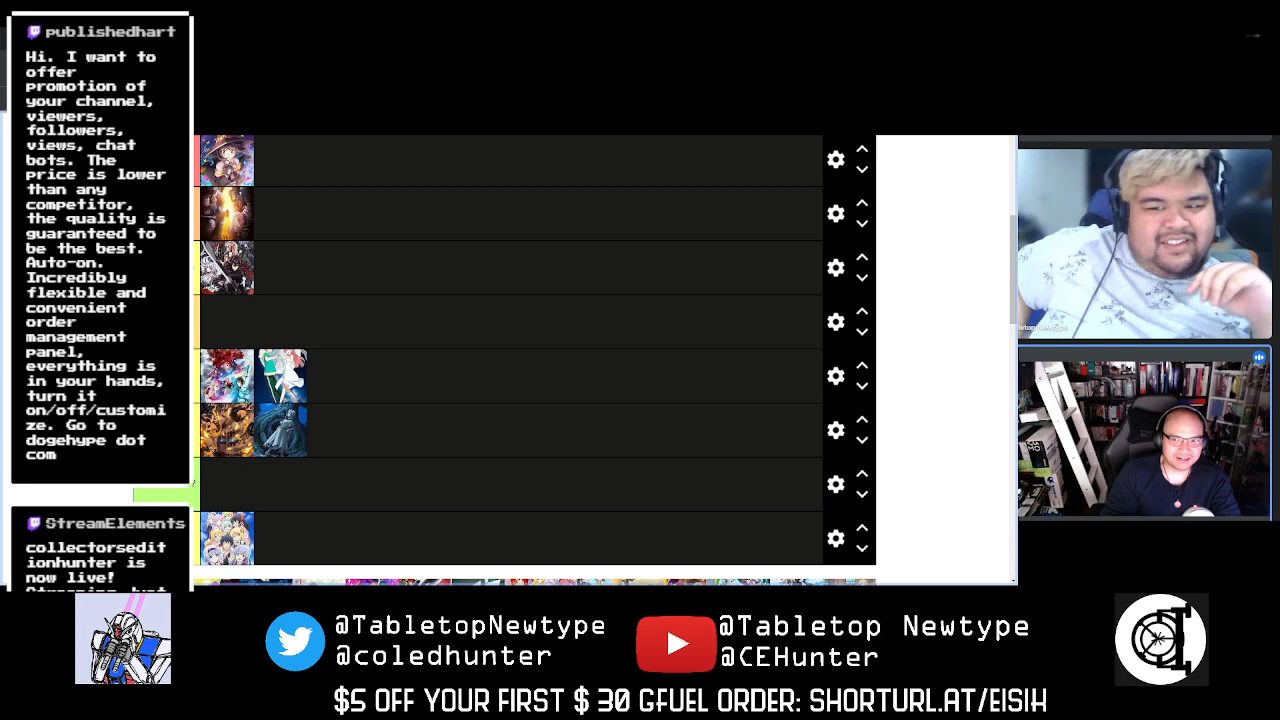 publishedhart
Hi. I want to
offer
promotion of
your channel,
viewers,
followers,
views, chat
bots. The
price is lower
than any
competitor,
the quality is
guaranteed to
be the best.
Auto-on.
Incredibly
flexible and
convenient
order
management
panel,
everything is
in your hands,
turn it
on/off/customi
ze. Go to
dogehype dot
com
StreamElements
collectorsedit
ionhunter is
now live!
letop Newtype
@TabletopNewtype
@coledhunter
@Tabletop Newtype
@CEHunter
$5 OFF YOUR FIRST $ 30 GFUEL ORDER: SHORTURL.AT/EISIH